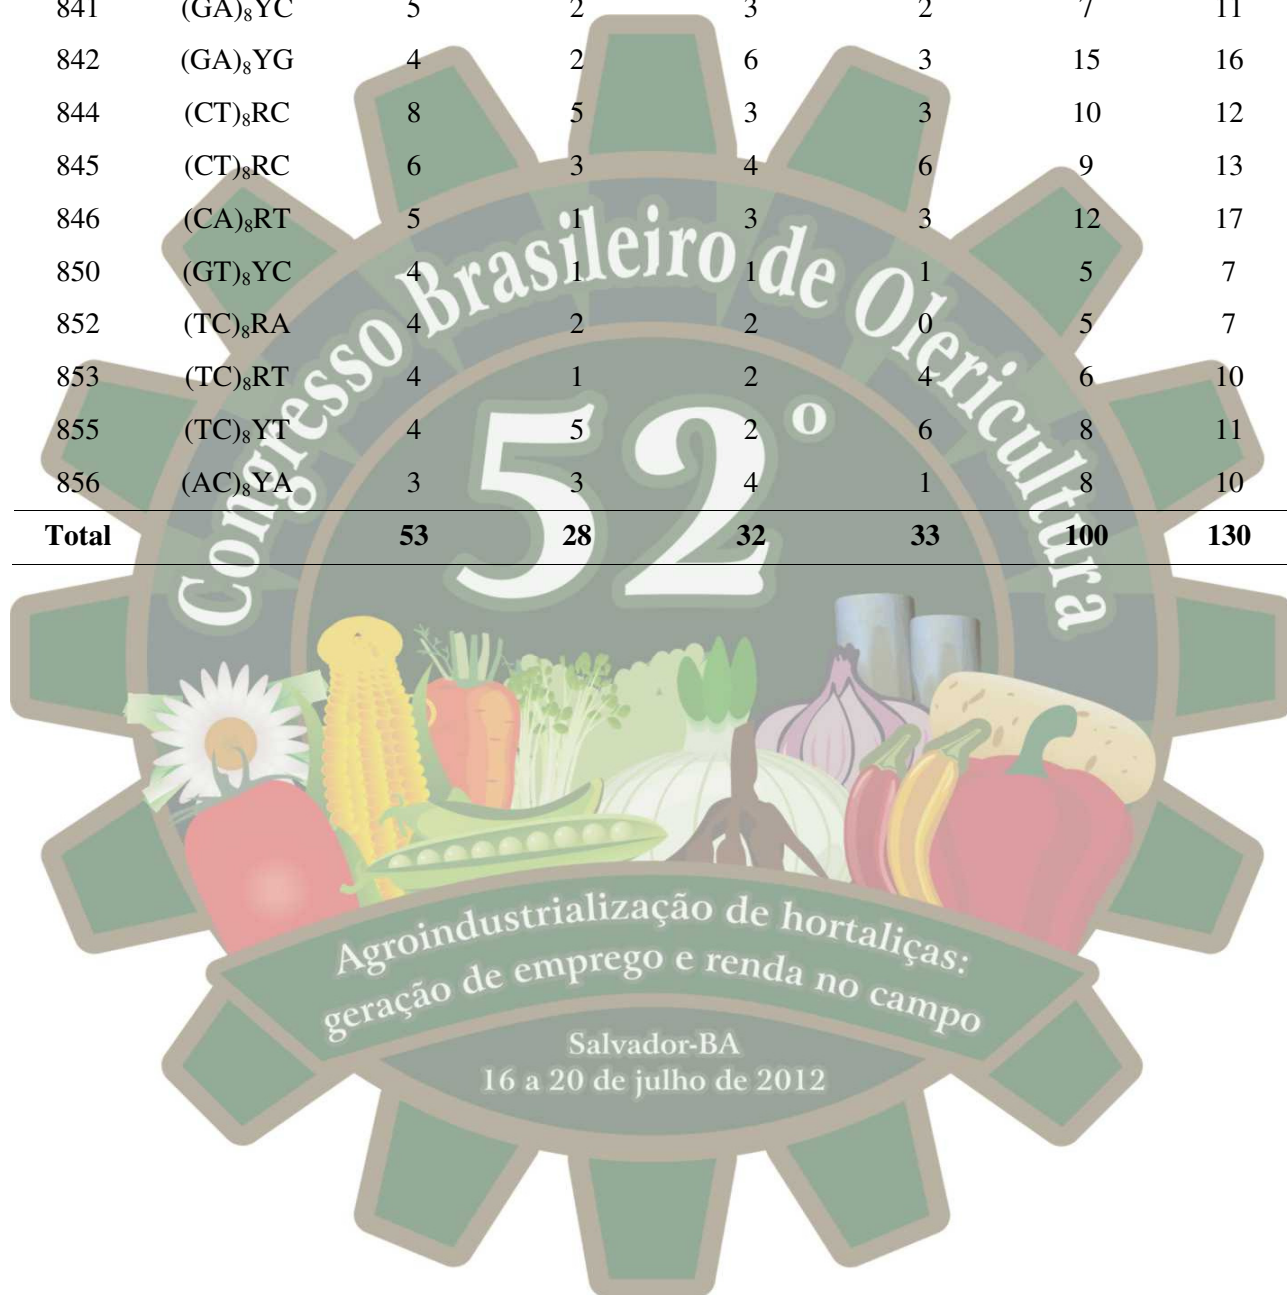 841 (GA)₈YC 5 2 3 2 7 11
842 (GA)₈YG 4 2 6 3 15 16
844 (CT)₈RC 8 5 3 3 10 12
845 (CT)₈RC 6 3 4 6 9 13
846 (CA)₈RT 5 1 3 3 12 17
850 (GT)₈YC 4 1 1 1 5 7
852 (TC)₈RA 4 2 2 0 5 7
853 (TC)₈RT 4 1 2 4 6 10
855 (TC)₈YT 4 5 2 6 8 11
856 (AC)₈YA 3 3 4 1 8 10
Total 53 28 32 33 100 130
Congresso Brasileiro de Olericultura
52º
Agroindustrialização de hortaliças:
geração de emprego e renda no campo
Salvador-BA
16 a 20 de julho de 2012